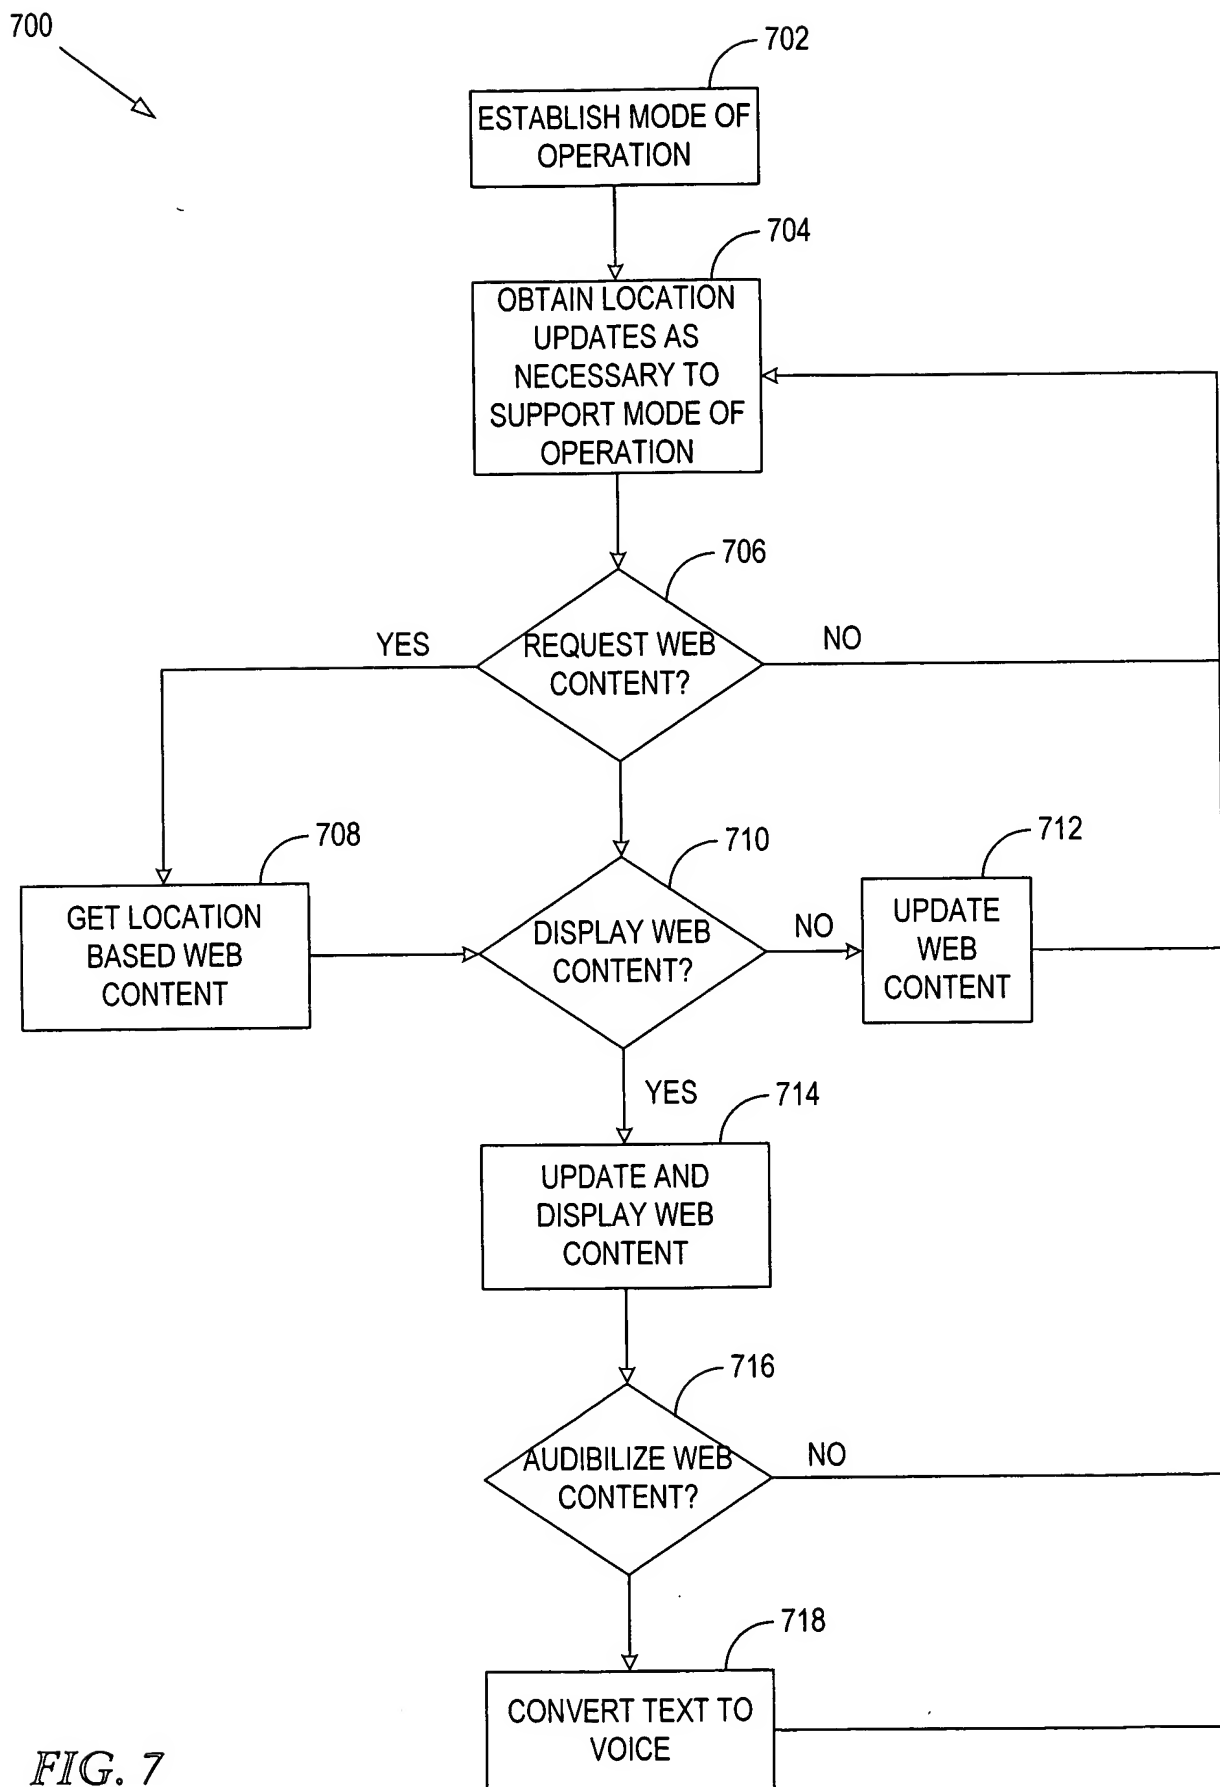 700
702
ESTABLISH MODE OF
OPERATION
704
OBTAIN LOCATION
UPDATES AS
NECESSARY TO
SUPPORT MODE OF
OPERATION
706
YES
REQUEST WEB
CONTENT?
NO
708
GET LOCATION
BASED WEB
CONTENT
710
DISPLAY WEB
CONTENT?
NO
712
UPDATE
WEB
CONTENT
YES
714
UPDATE AND
DISPLAY WEB
CONTENT
716
AUDIBILIZE WEB
CONTENT?
NO
718
CONVERT TEXT TO
VOICE
FIG. 7